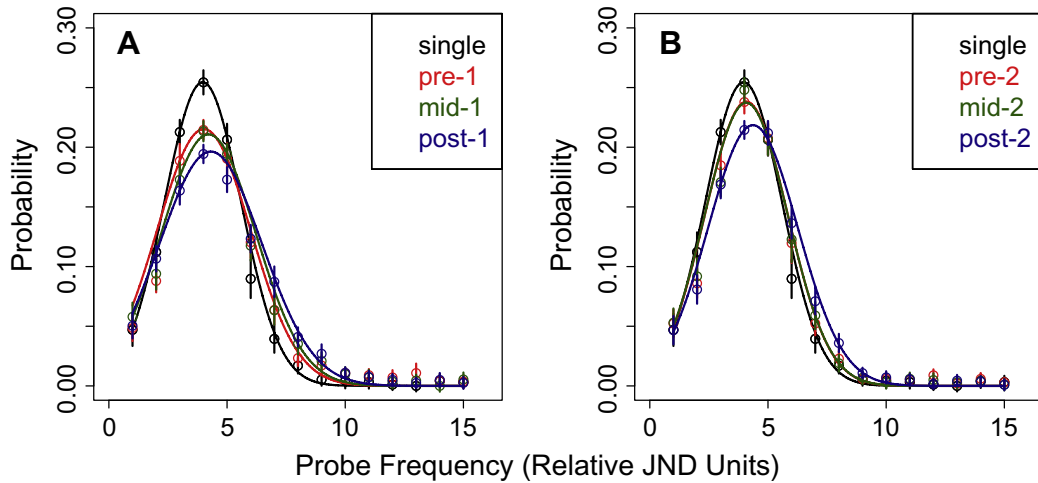 A
single
pre-1
mid-1
post-1
0.00
0.10
0.20
0.30
Probability
0
5
10
15
B
single
pre-2
mid-2
post-2
0.00
0.10
0.20
0.30
Probability
0
5
10
15
Probe Frequency (Relative JND Units)